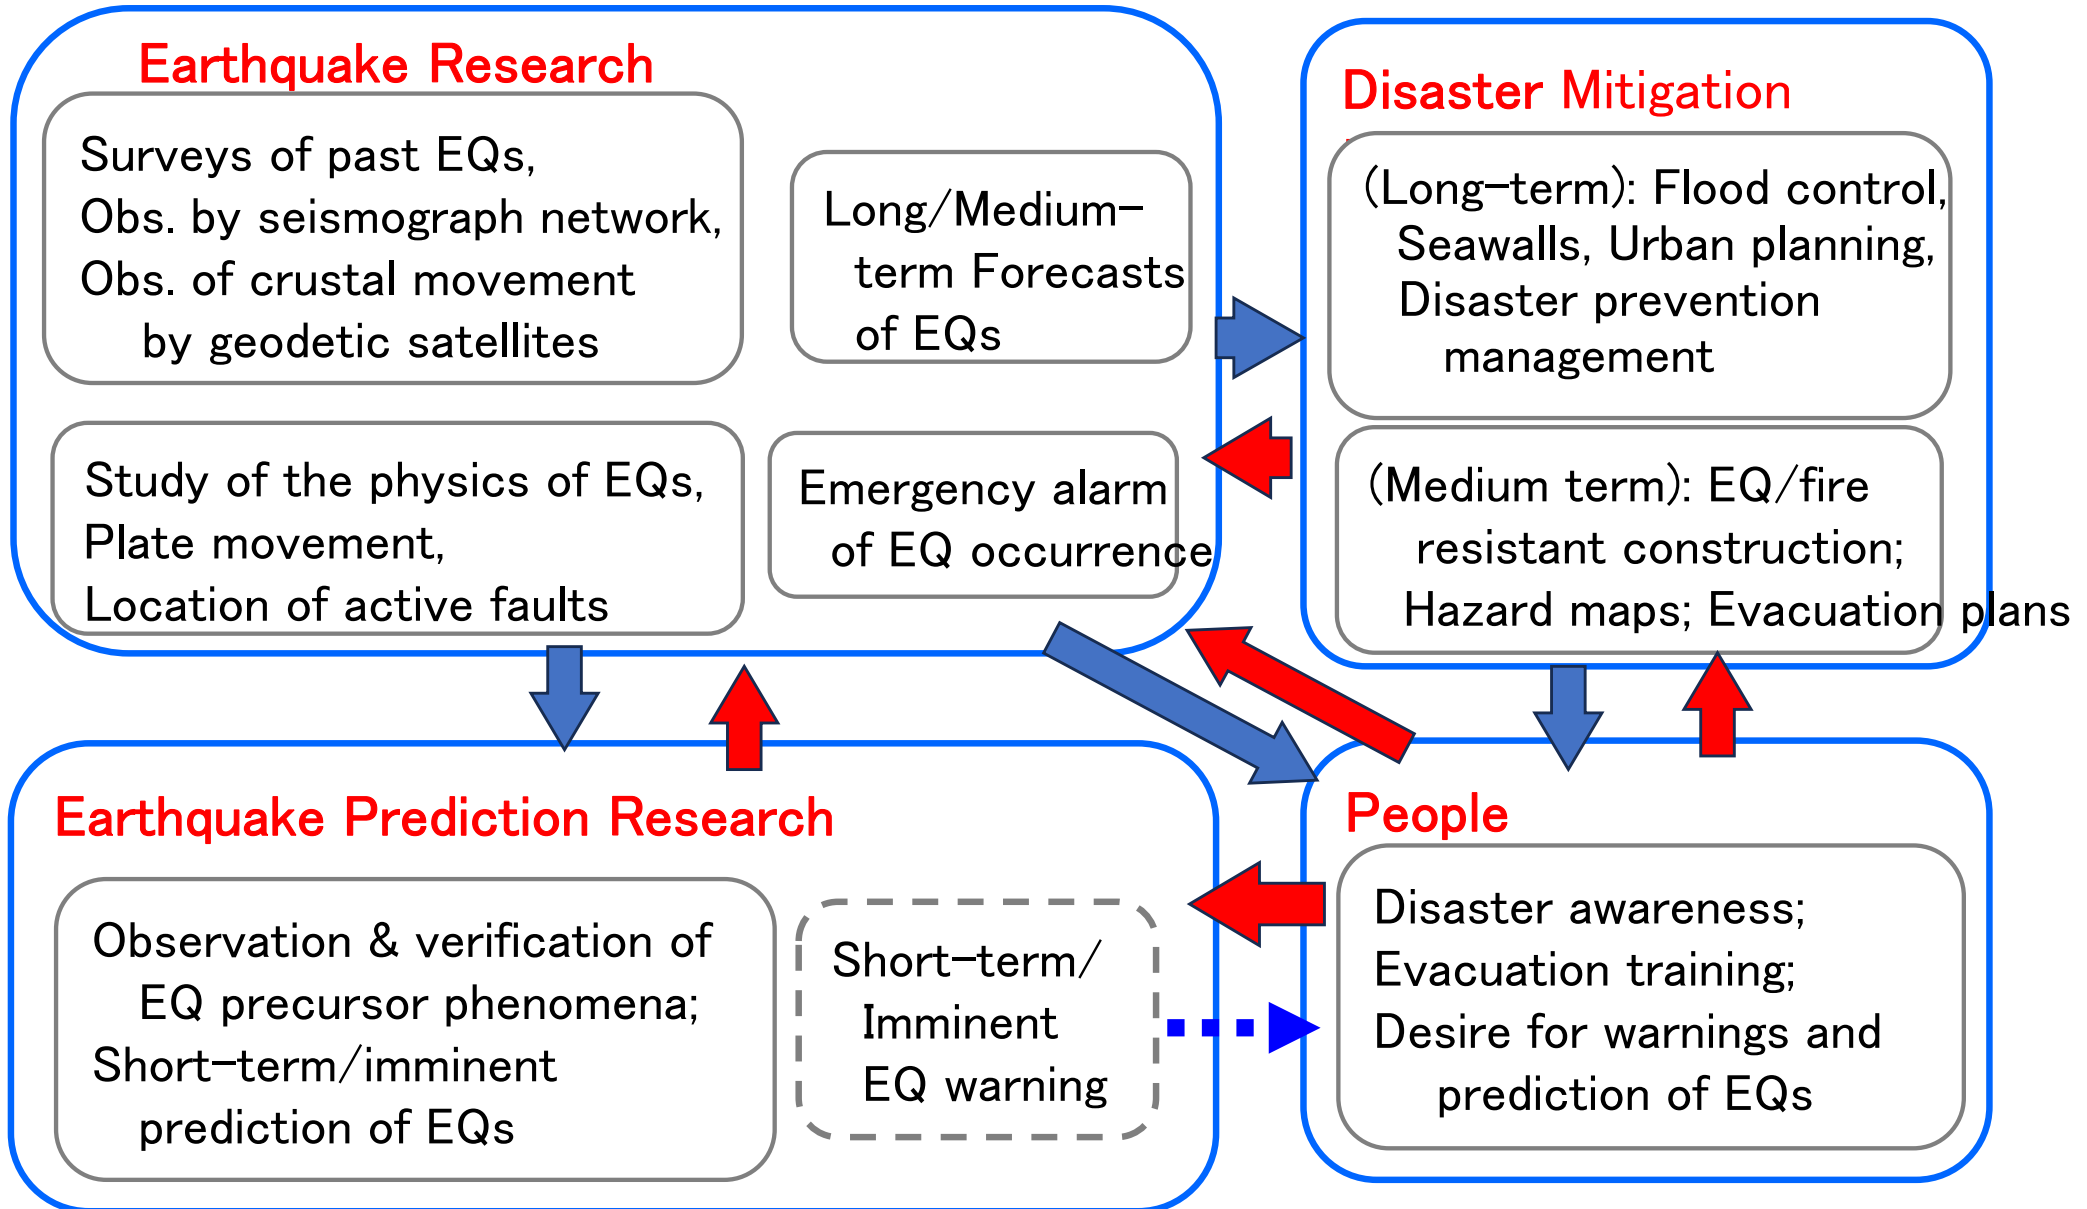 Earthquake Research
Surveys of past EQs,
Obs. by seismograph network,
Obs. of crustal movement
by geodetic satellites
Long/Medium-
term Forecasts
of EQs
Study of the physics of EQs,
Plate movement,
Location of active faults
Emergency alarm
of EQ occurrence
Disaster Mitigation
(Long-term): Flood control,
Seawalls, Urban planning,
Disaster prevention
management
(Medium term): EQ/fire
resistant construction;
Hazard maps; Evacuation plans
Earthquake Prediction Research
Observation & verification of
EQ precursor phenomena;
Short-term/imminent
prediction of EQs
Short-term/
Imminent
EQ warning
People
Disaster awareness;
Evacuation training;
Desire for warnings and
prediction of EQs